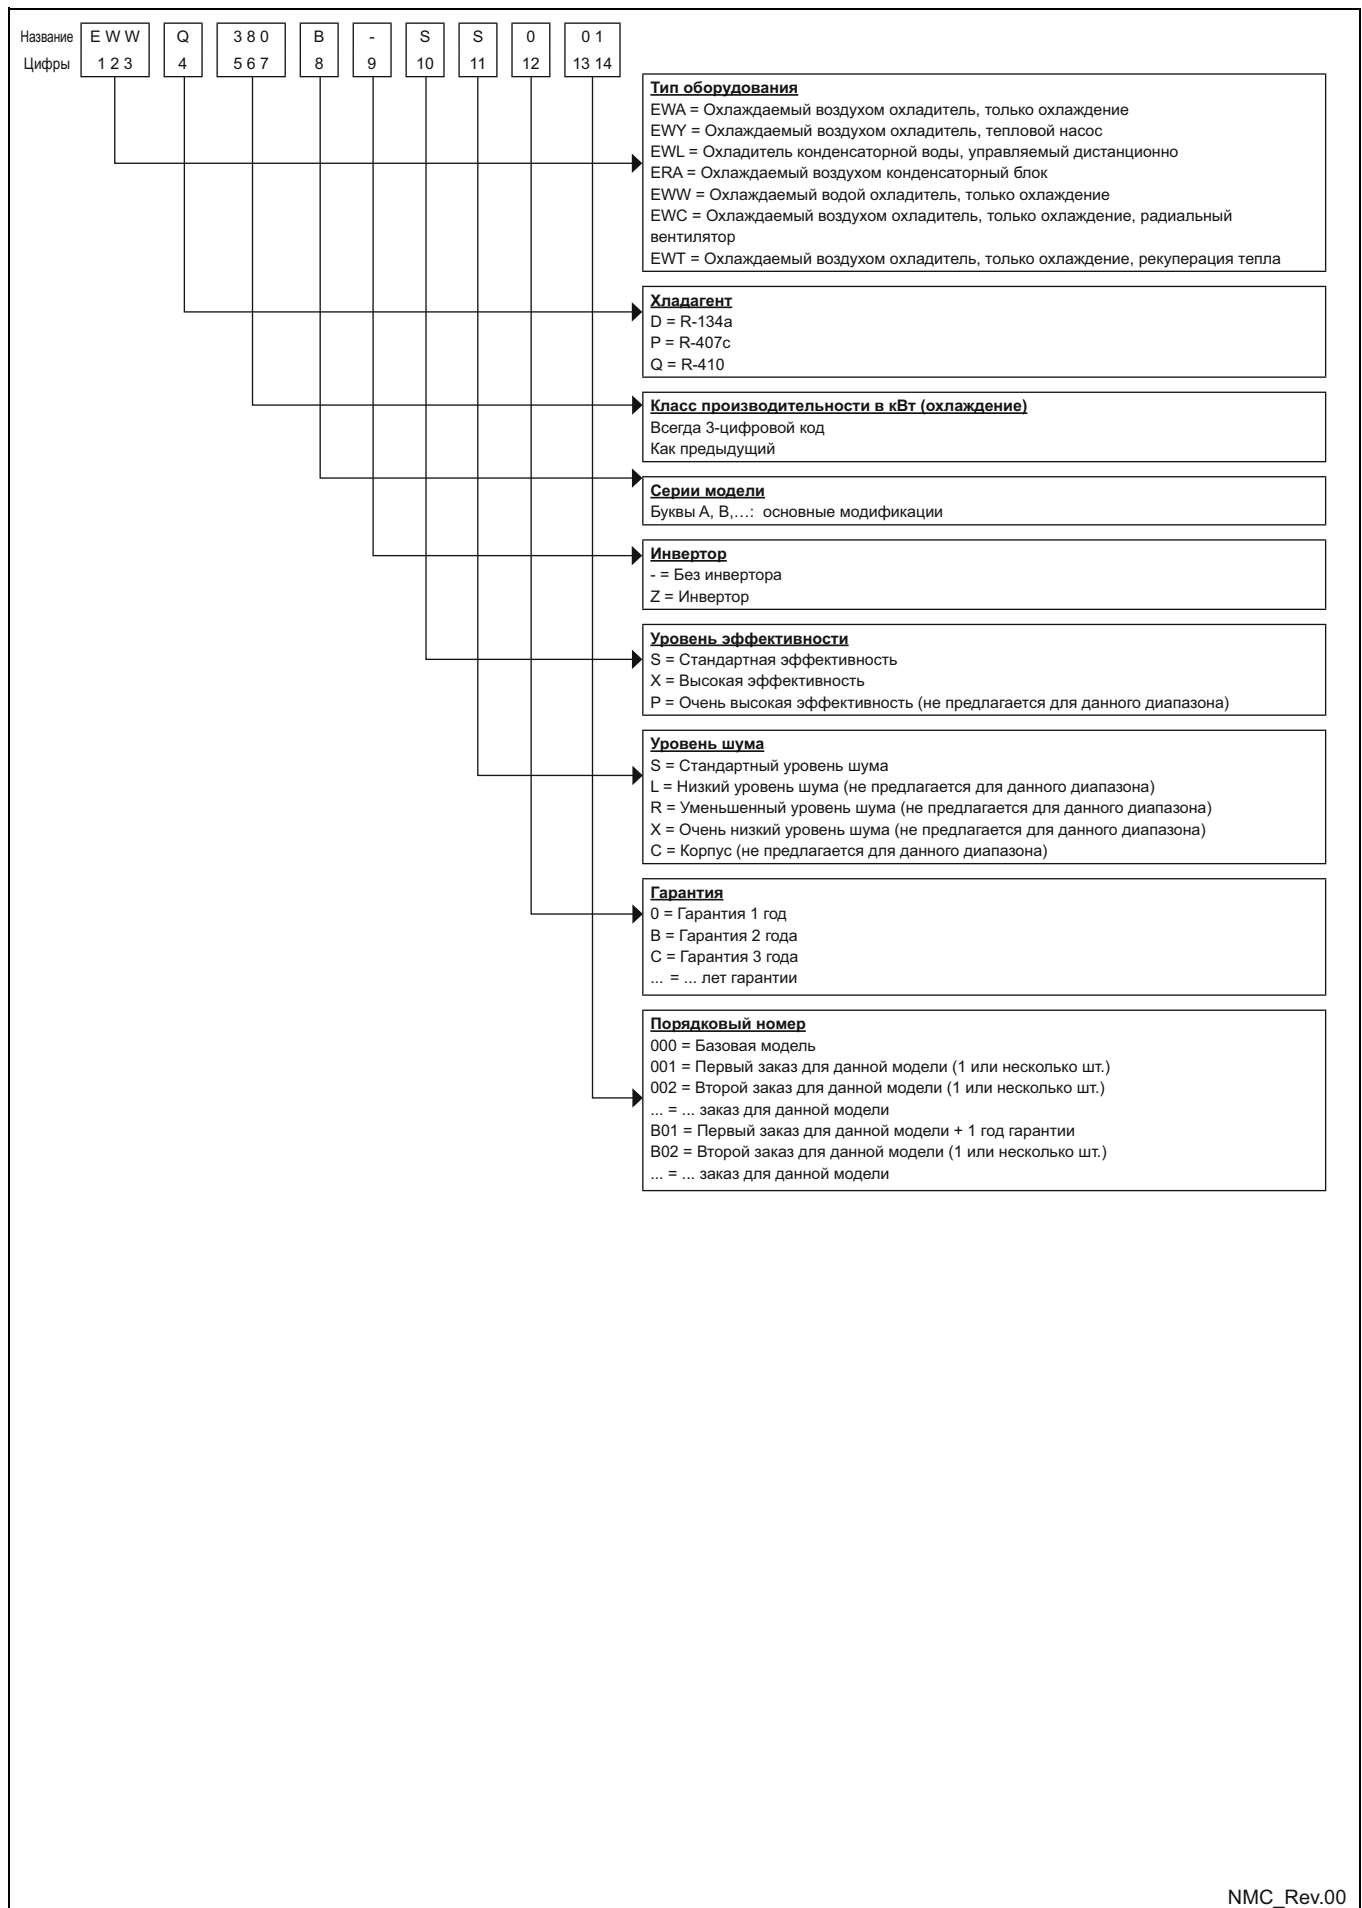 Название E W W Q 3 8 0 B - S S 0 0 1
Цифры 1 2 3 4 5 6 7 8 9 10 11 12 13 14
Тип оборудования
EWA = Охлаждаемый воздухом охладитель, только охлаждение
EWY = Охлаждаемый воздухом охладитель, тепловой насос
EWL = Охладитель конденсаторной воды, управляемый дистанционно
ERA = Охлаждаемый воздухом конденсаторный блок
EWW = Охлаждаемый водой охладитель, только охлаждение
EWC = Охлаждаемый воздухом охладитель, только охлаждение, радиальный
вентилятор
EWT = Охлаждаемый воздухом охладитель, только охлаждение, рекуперация тепла
Хладагент
D = R-134a
P = R-407c
Q = R-410
Класс производительности в кВт (охлаждение)
Всегда 3-цифровой код
Как предыдущий
Серии модели
Буквы A, B,…: основные модификации
Инвертор
- = Без инвертора
Z = Инвертор
Уровень эффективности
S = Стандартная эффективность
X = Высокая эффективность
P = Очень высокая эффективность (не предлагается для данного диапазона)
Уровень шума
S = Стандартный уровень шума
L = Низкий уровень шума (не предлагается для данного диапазона)
R = Уменьшенный уровень шума (не предлагается для данного диапазона)
X = Очень низкий уровень шума (не предлагается для данного диапазона)
C = Корпус (не предлагается для данного диапазона)
Гарантия
0 = Гарантия 1 год
B = Гарантия 2 года
C = Гарантия 3 года
... = ... лет гарантии
Порядковый номер
000 = Базовая модель
001 = Первый заказ для данной модели (1 или несколько шт.)
002 = Второй заказ для данной модели (1 или несколько шт.)
... = ... заказ для данной модели
B01 = Первый заказ для данной модели + 1 год гарантии
B02 = Второй заказ для данной модели (1 или несколько шт.)
... = ... заказ для данной модели
NMC_Rev.00